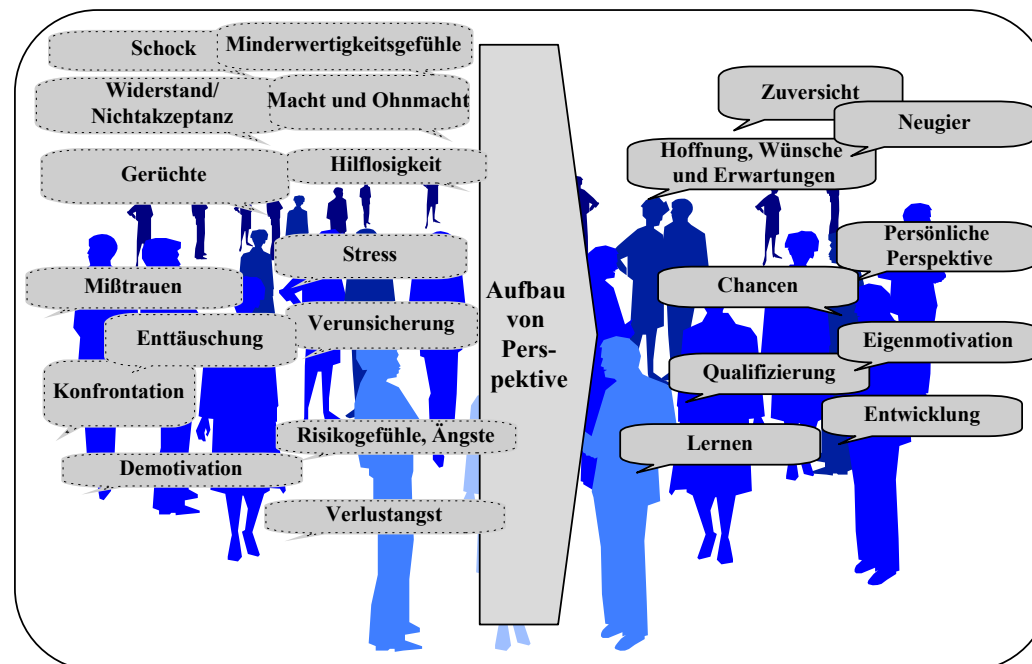 Schock
Minderwertigkeitsgefühle
Widerstand/
Nichtakzeptanz
Macht und Ohnmacht
Gerüchte
Hilflosigkeit
Stress
Mißtrauen
Enttäuschung
Verunsicherung
Konfrontation
Risikogefühle, Ängste
Demotivation
Verlustangst
Aufbau
von
Pers-
pektive
Zuversicht
Neugier
Hoffnung, Wünsche
und Erwartungen
Persönliche
Perspektive
Chancen
Eigenmotivation
Qualifizierung
Entwicklung
Lernen